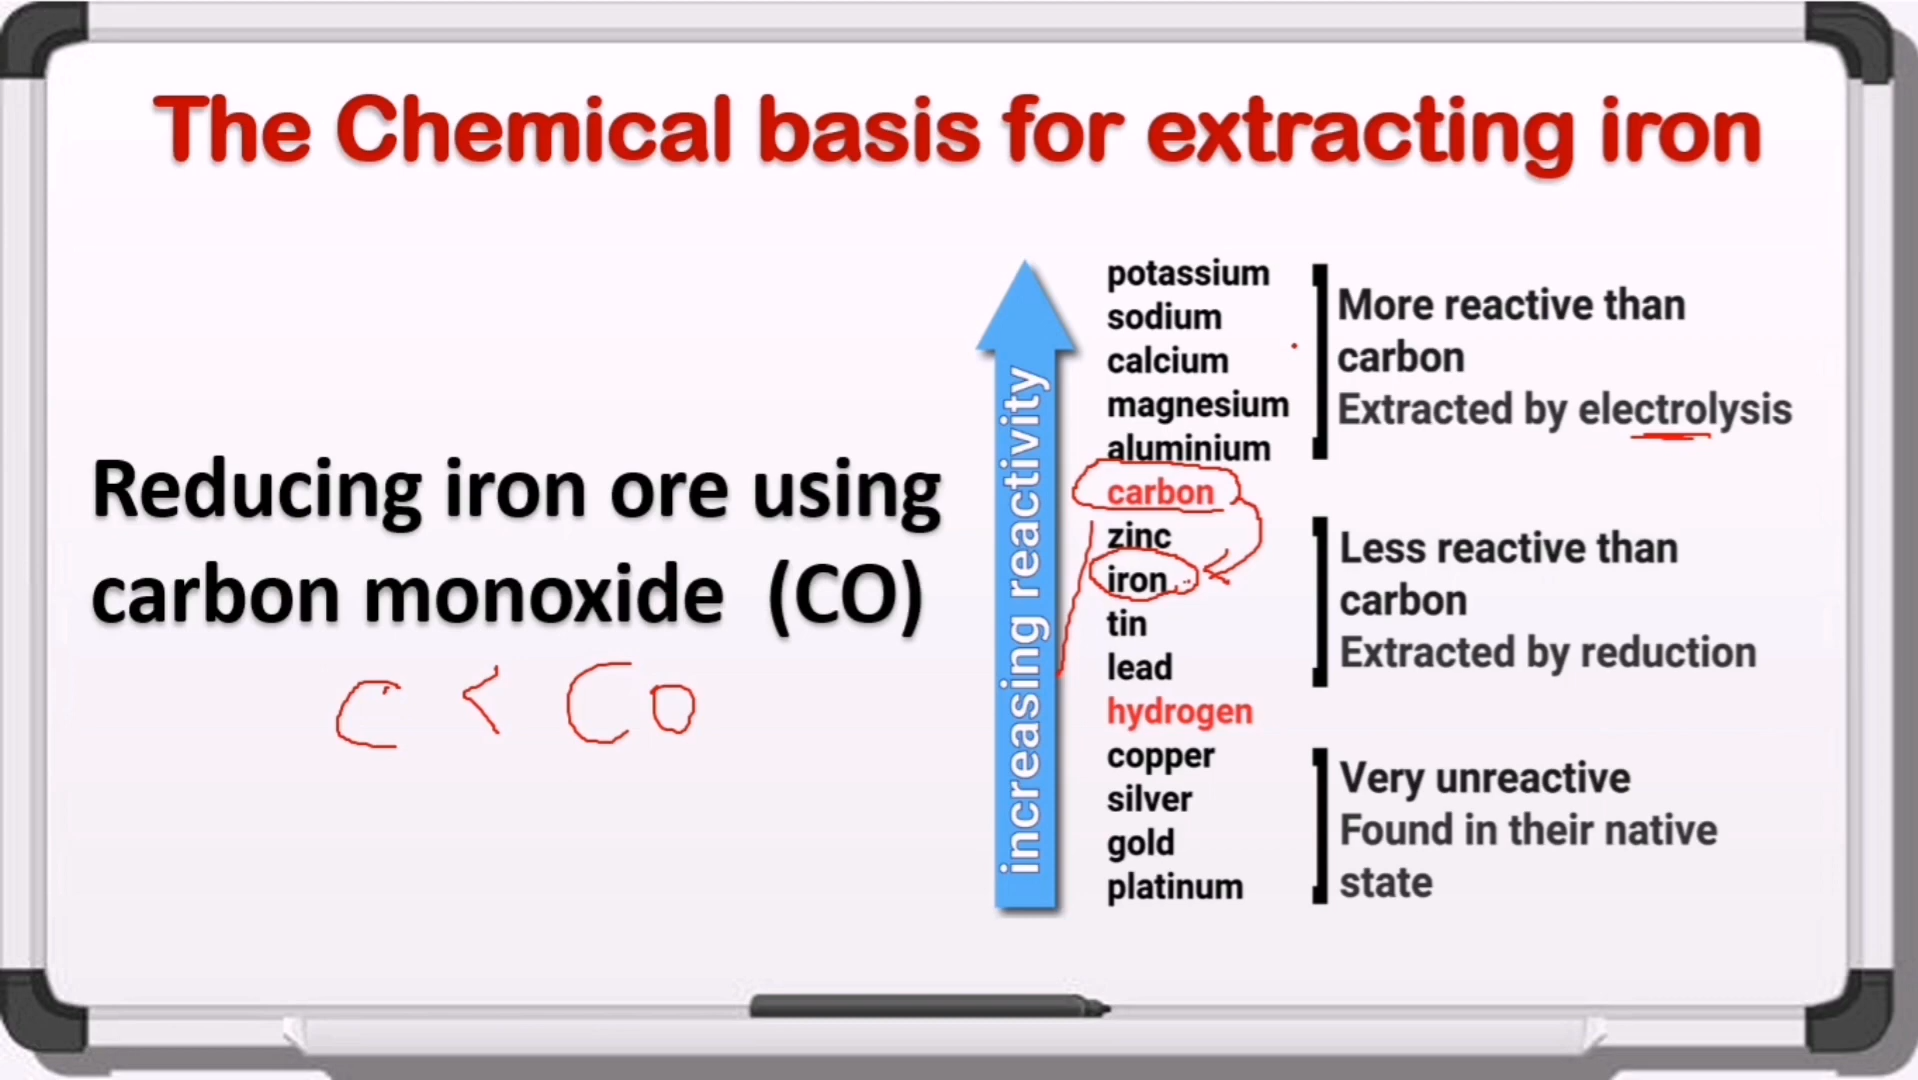 The Chemical basis for extracting iron
Reducing iron ore using
carbon monoxide (CO)
C < CO
increasing reactivity
potassium
sodium
calcium
magnesium
aluminium
carbon
zinc
iron
tin
lead
hydrogen
copper
silver
gold
platinum
More reactive than
carbon
Extracted by electrolysis
Less reactive than
carbon
Extracted by reduction
Very unreactive
Found in their native
state